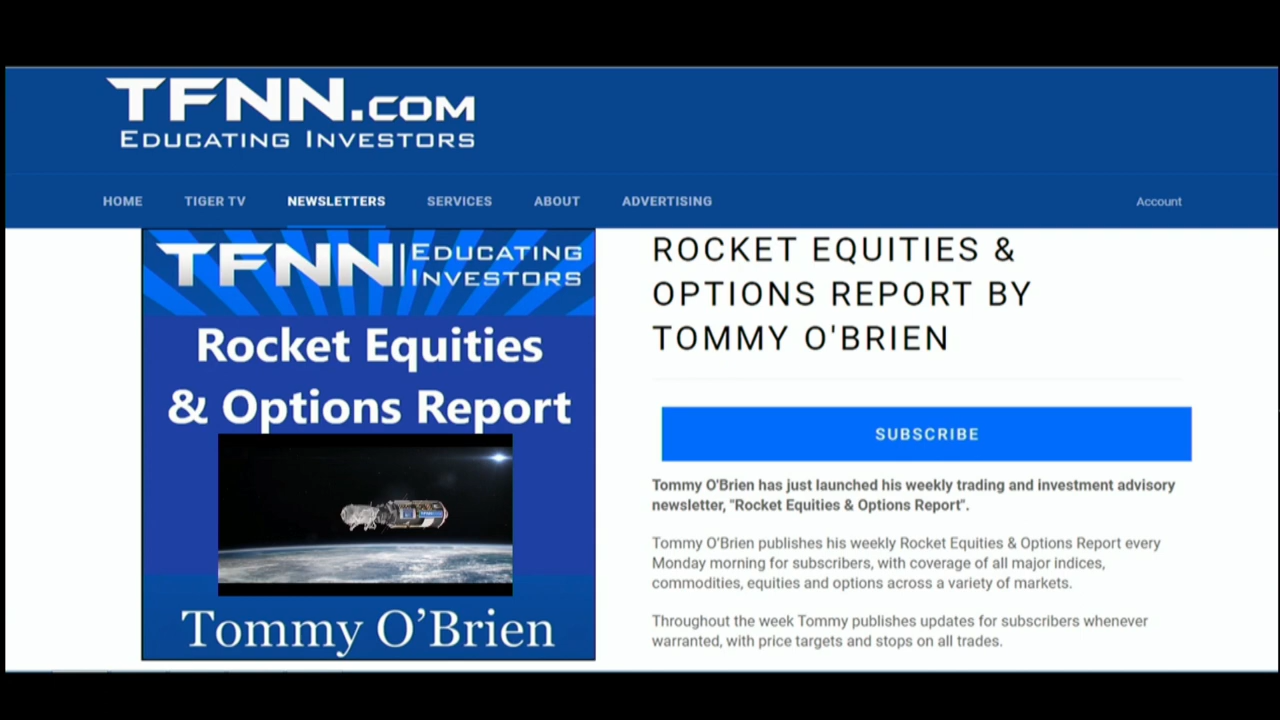 TFNN.COM
EDUCATING INVESTORS
HOME TIGER TV NEWSLETTERS SERVICES ABOUT ADVERTISING Account
TFNN EDUCATING
INVESTORS
Rocket Equities
& Options Report
Tommy O’Brien
ROCKET EQUITIES &
OPTIONS REPORT BY
TOMMY O'BRIEN
SUBSCRIBE
Tommy O'Brien has just launched his weekly trading and investment advisory
newsletter, "Rocket Equities & Options Report".
Tommy O'Brien publishes his weekly Rocket Equities & Options Report every
Monday morning for subscribers, with coverage of all major indices,
commodities, equities and options across a variety of markets.
Throughout the week Tommy publishes updates for subscribers whenever
warranted, with price targets and stops on all trades.